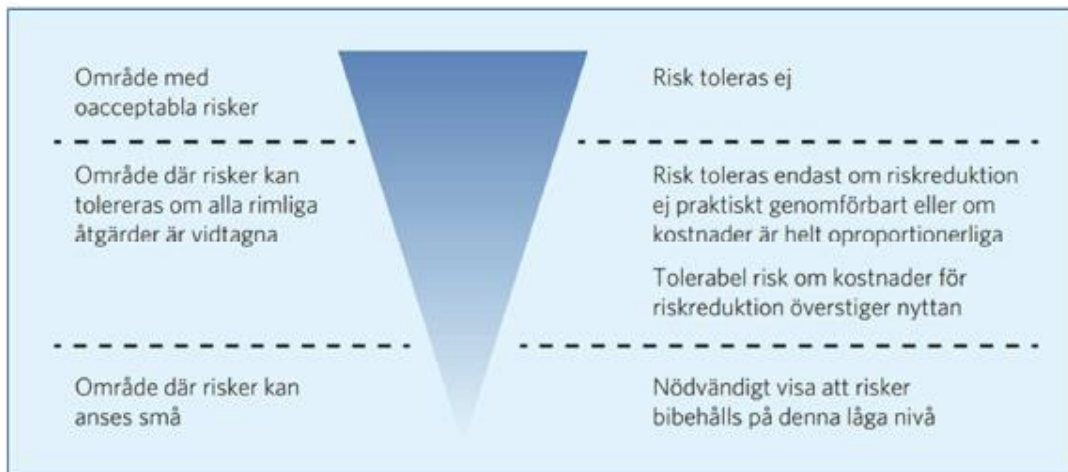 Område med
oacceptabla risker
Risk toleras ej
Område där risker kan
tolereras om alla rimliga
åtgärder är vidtagna
Risk toleras endast om riskreduktion
ej praktiskt genomförbart eller om
kostnader är helt oproportionerliga
Tolerabel risk om kostnader för
riskreduktion överstiger nyttan
Område där risker kan
anses små
Nödvändigt visa att risker
bibehålls på denna låga nivå